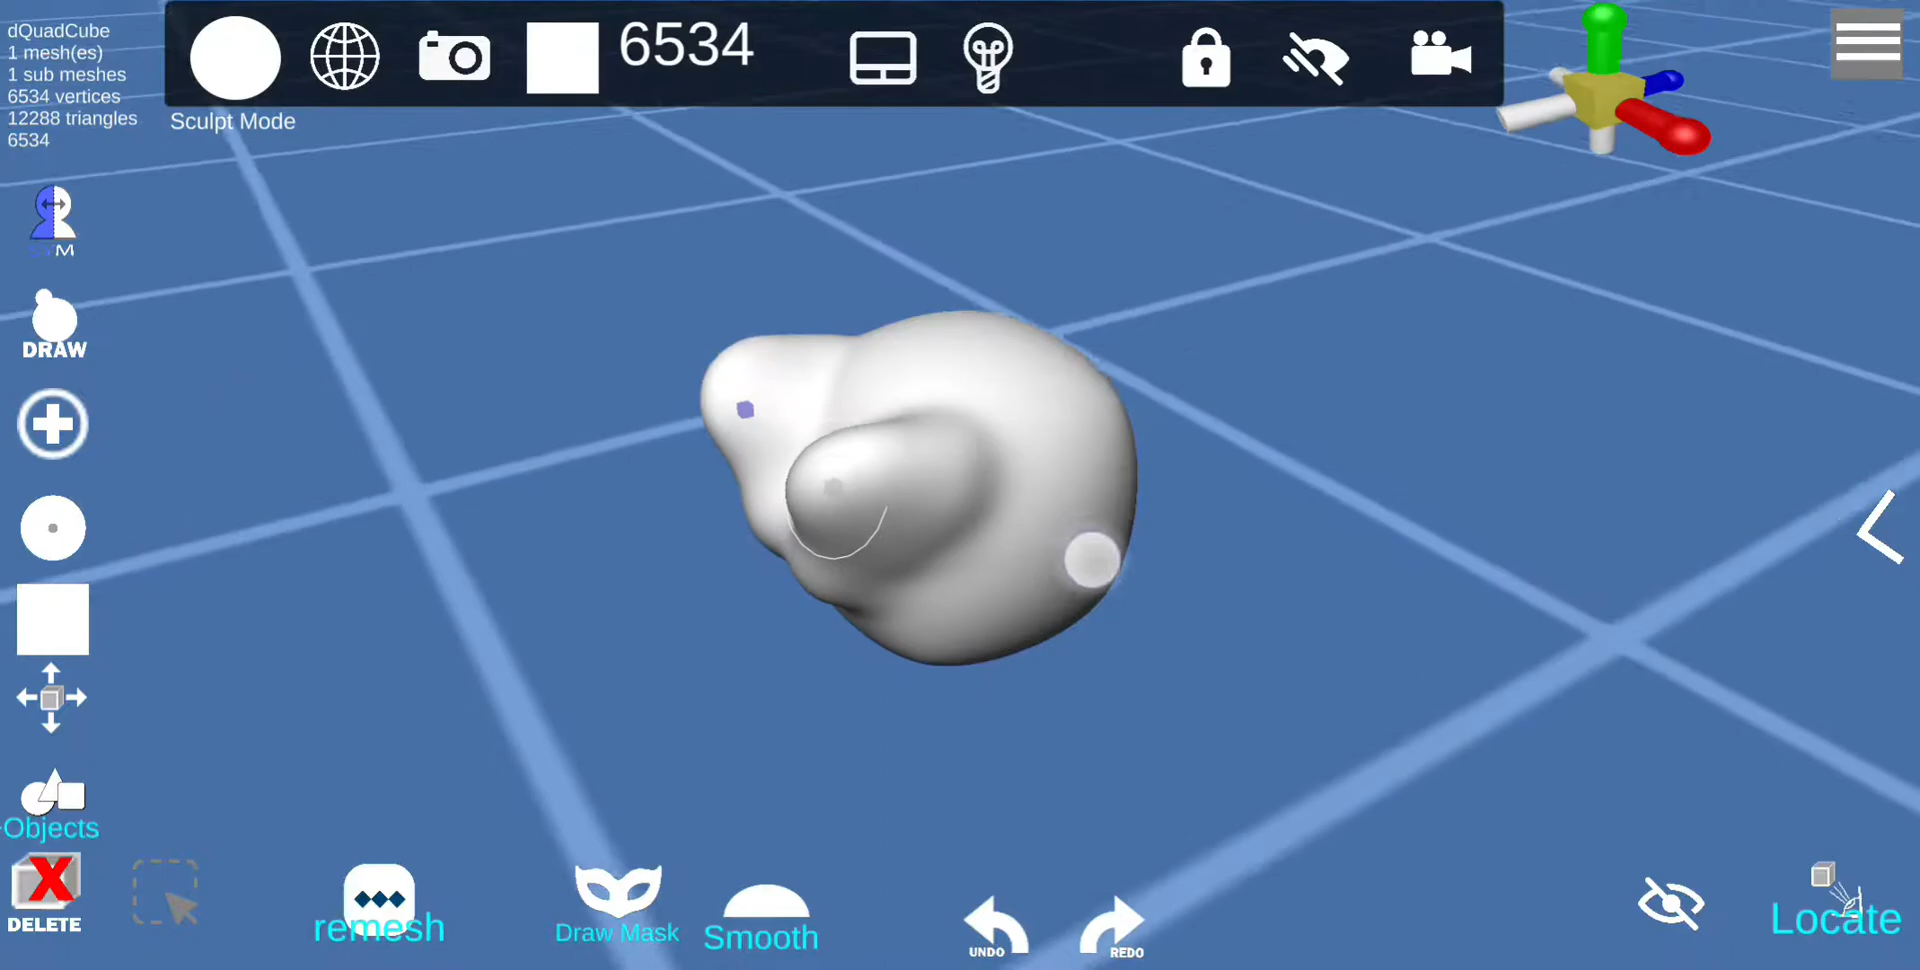 dQuadCube
1 mesh(es)
1 sub meshes
6534 vertices
12288 triangles
6534
6534
Sculpt Mode
DRAW
-Objects
DELETE
remesh
Draw Mask
Smooth
UNDO
REDO
Locate